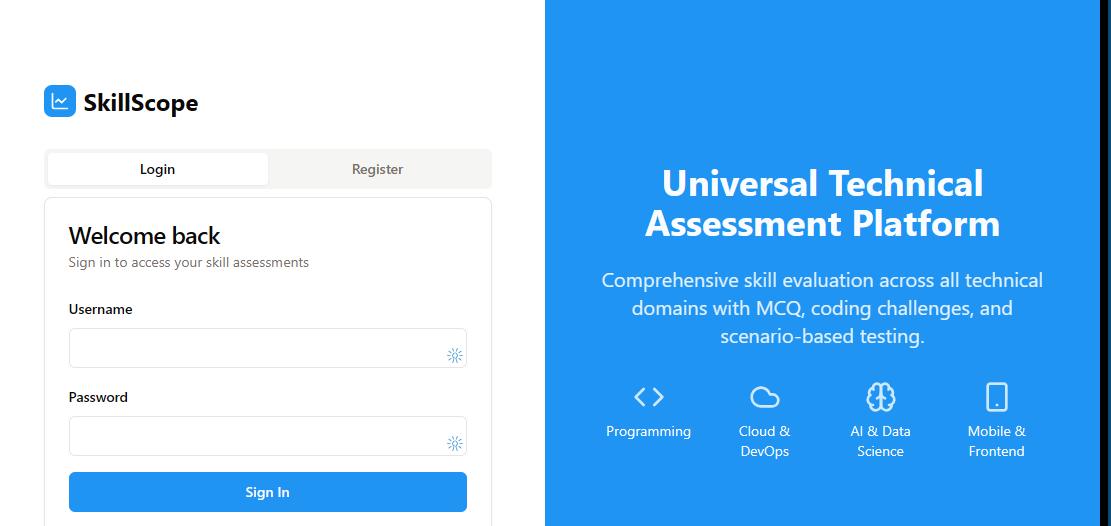 SkillScope
Login
Register
Welcome back
Sign in to access your skill assessments
Username
Password
Sign In
Universal Technical
Assessment Platform
Comprehensive skill evaluation across all technical
domains with MCQ, coding challenges, and
scenario-based testing.
Programming
Cloud &
DevOps
AI & Data
Science
Mobile &
Frontend